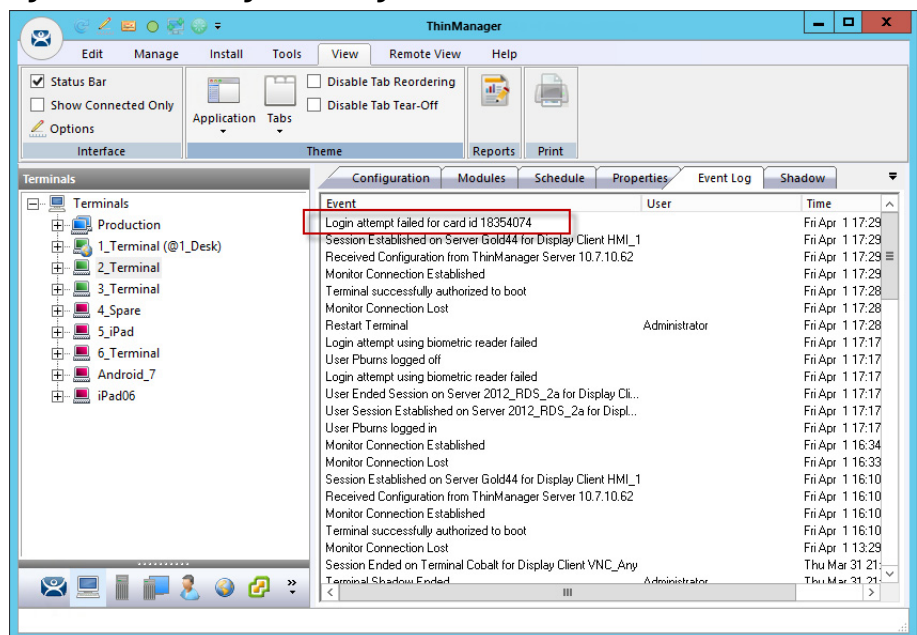 ThinManager
Edit Manage Install Tools View Remote View Help
Status Bar
Show Connected Only
Options
Interface
Application Tabs
Disable Tab Reordering
Disable Tab Tear-Off
Theme
Reports Print
Terminals
Configuration Modules Schedule Properties Event Log Shadow
Terminals
Production
1_Terminal (@1_Desk)
2_Terminal
3_Terminal
4_Spare
5_iPad
6_Terminal
Android_7
iPad06
Event User Time
Login attempt failed for card id 18354074 Fri Apr 1 17:29
Session Established on Server Gold44 for Display Client HMI_1 Fri Apr 1 17:29
Received Configuration from ThinManager Server 10.7.10.62 Fri Apr 1 17:29
Monitor Connection Established Fri Apr 1 17:29
Terminal successfully authorized to boot Fri Apr 1 17:28
Monitor Connection Lost Fri Apr 1 17:28
Restart Terminal Administrator Fri Apr 1 17:28
Login attempt using biometric reader failed Fri Apr 1 17:17
User Pburns logged off Fri Apr 1 17:17
Login attempt using biometric reader failed Fri Apr 1 17:17
User Ended Session on Server 2012_RDS_2a for Display Cli... Fri Apr 1 17:17
User Session Established on Server 2012_RDS_2a for Displ... Fri Apr 1 17:17
User Pburns logged in Fri Apr 1 17:17
Monitor Connection Established Fri Apr 1 16:34
Monitor Connection Lost Fri Apr 1 16:33
Session Established on Server Gold44 for Display Client HMI_1 Fri Apr 1 16:10
Received Configuration from ThinManager Server 10.7.10.62 Fri Apr 1 16:10
Monitor Connection Established Fri Apr 1 16:10
Terminal successfully authorized to boot Fri Apr 1 16:10
Monitor Connection Lost Fri Apr 1 13:29
Session Ended on Terminal Cobalt for Display Client VNC_Any Thu Mar 31 21:
Terminal Shadow Ended Administrator Thu Mar 31 21: